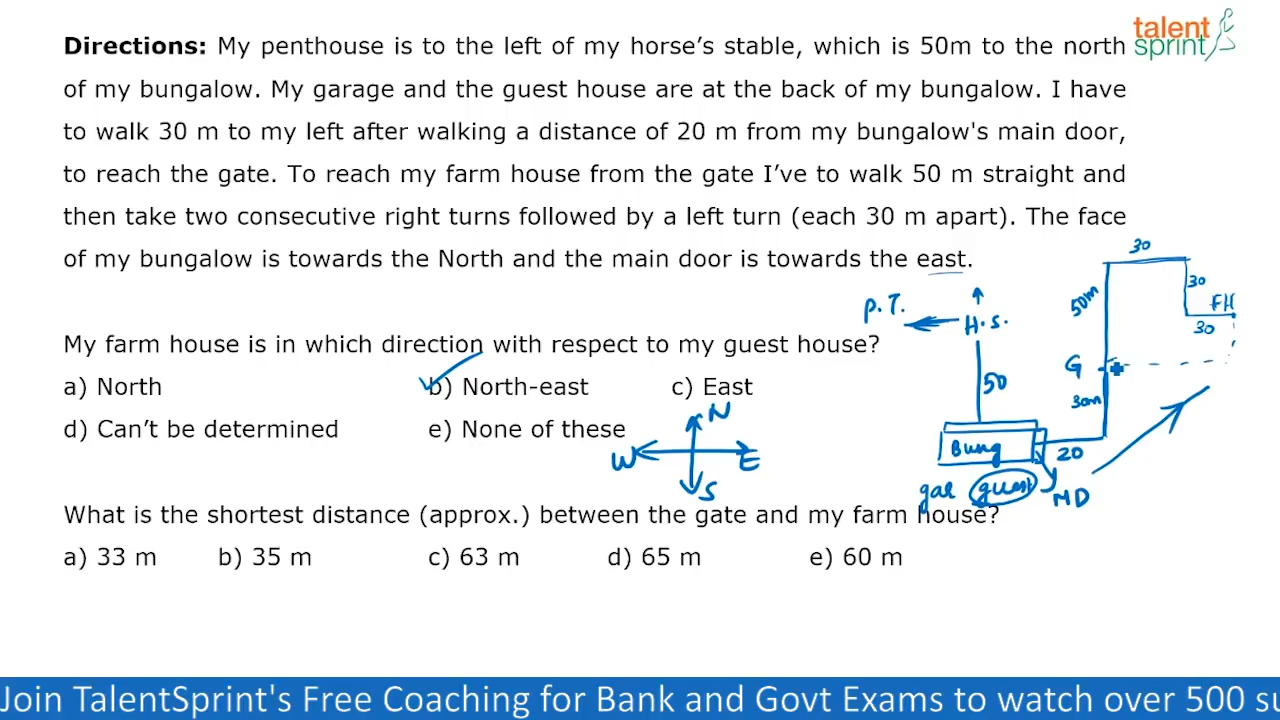 talent
sprint
Directions: My penthouse is to the left of my horse's stable, which is 50m to the north
of my bungalow. My garage and the guest house are at the back of my bungalow. I have
to walk 30 m to my left after walking a distance of 20 m from my bungalow's main door,
to reach the gate. To reach my farm house from the gate I've to walk 50 m straight and
then take two consecutive right turns followed by a left turn (each 30 m apart). The face
of my bungalow is towards the North and the main door is towards the east.
My farm house is in which direction with respect to my guest house?
a) North b) North-east c) East
d) Can't be determined e) None of these
What is the shortest distance (approx.) between the gate and my farm house?
a) 33 m b) 35 m c) 63 m d) 65 m e) 60 m
30
50m
30
FH
30
P.T.
H.S.
G
50
30m
Bung
20
gar guest
MD
N
W E
S
Join TalentSprint's Free Coaching for Bank and Govt Exams to watch over 500 su